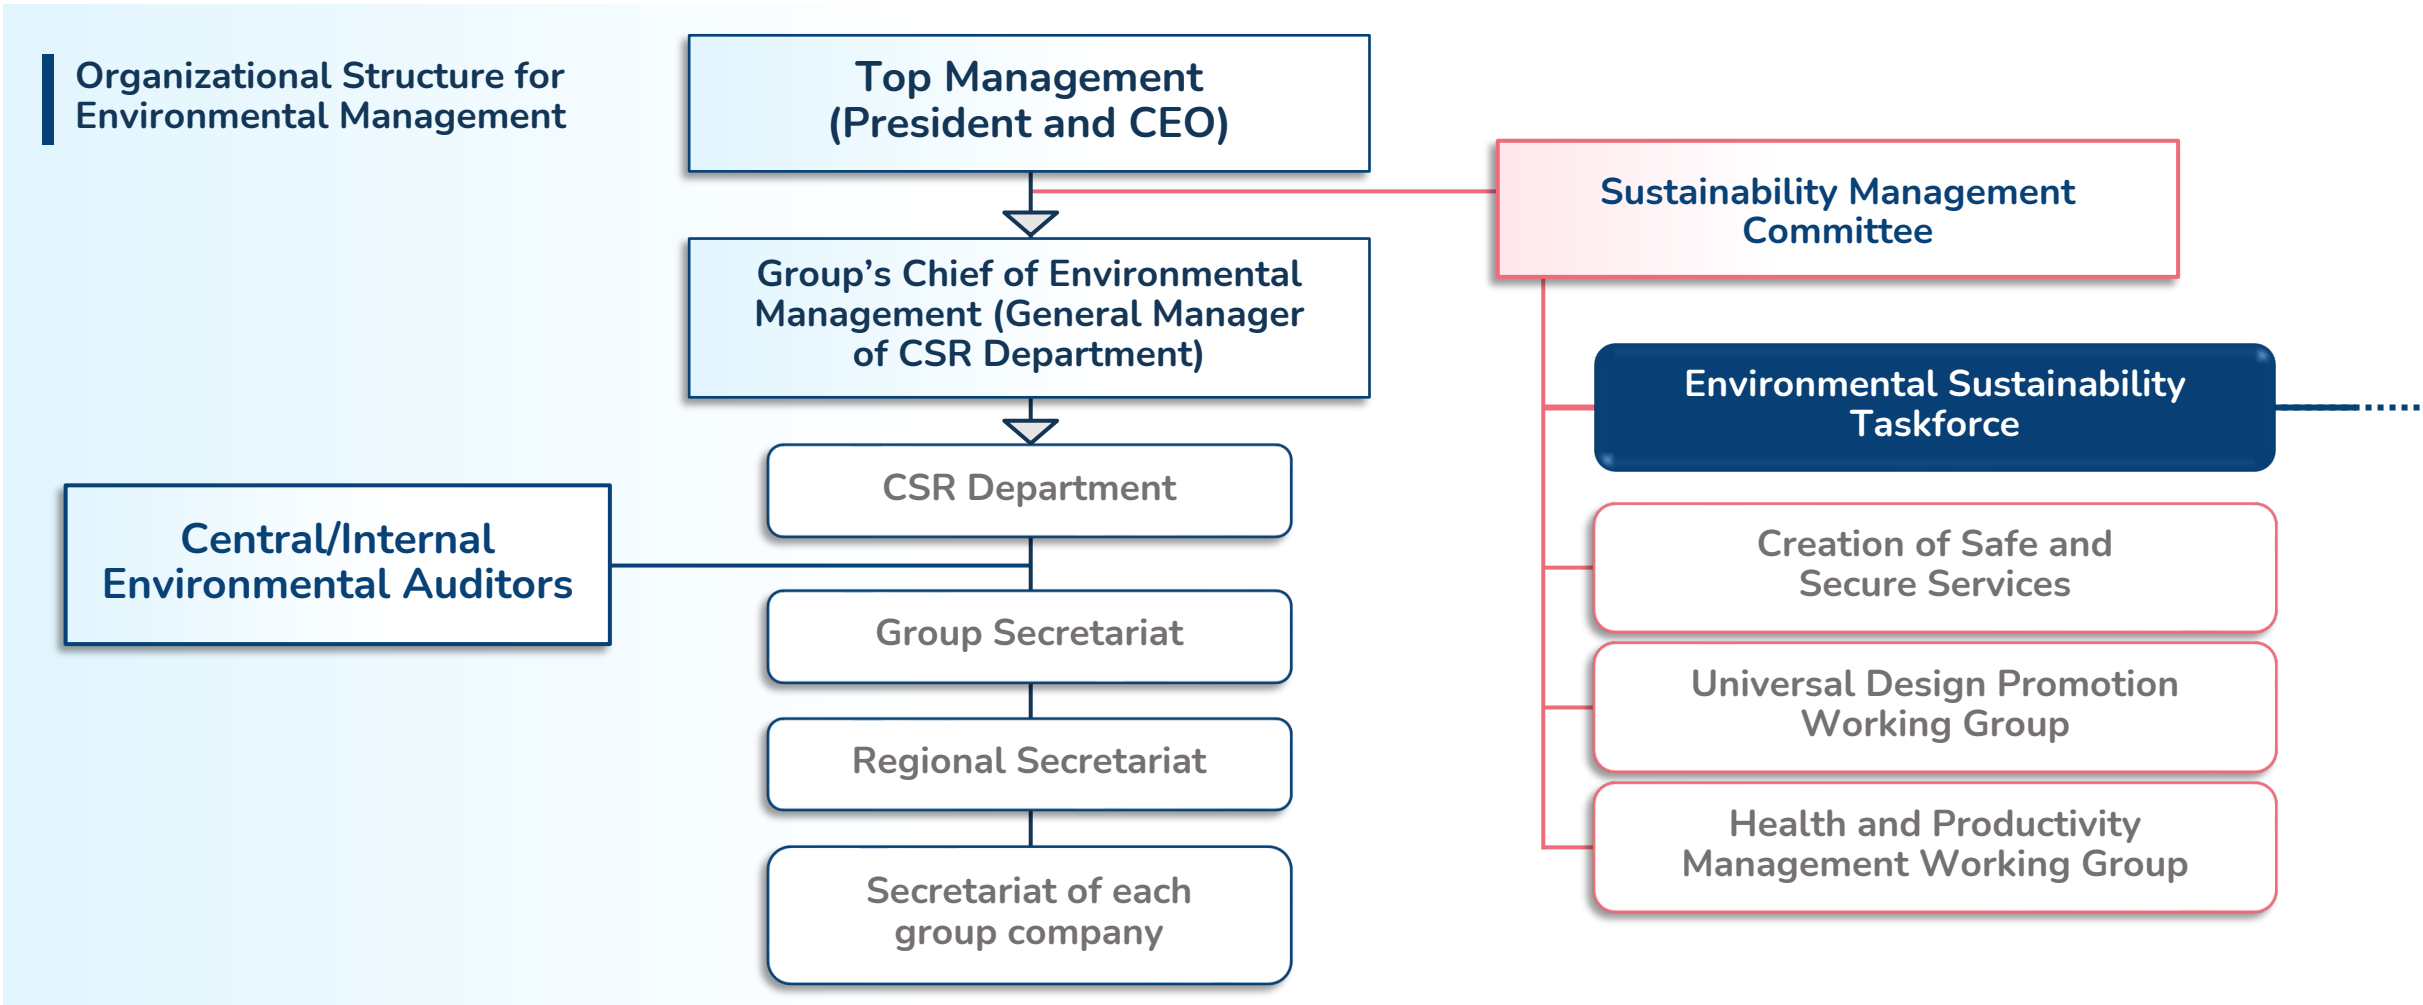 Organizational Structure for
Environmental Management
Top Management
(President and CEO)
Sustainability Management
Committee
Group’s Chief of Environmental
Management (General Manager
of CSR Department)
Environmental Sustainability
Taskforce
CSR Department
Central/Internal
Environmental Auditors
Creation of Safe and
Secure Services
Group Secretariat
Universal Design Promotion
Working Group
Regional Secretariat
Health and Productivity
Management Working Group
Secretariat of each
group company